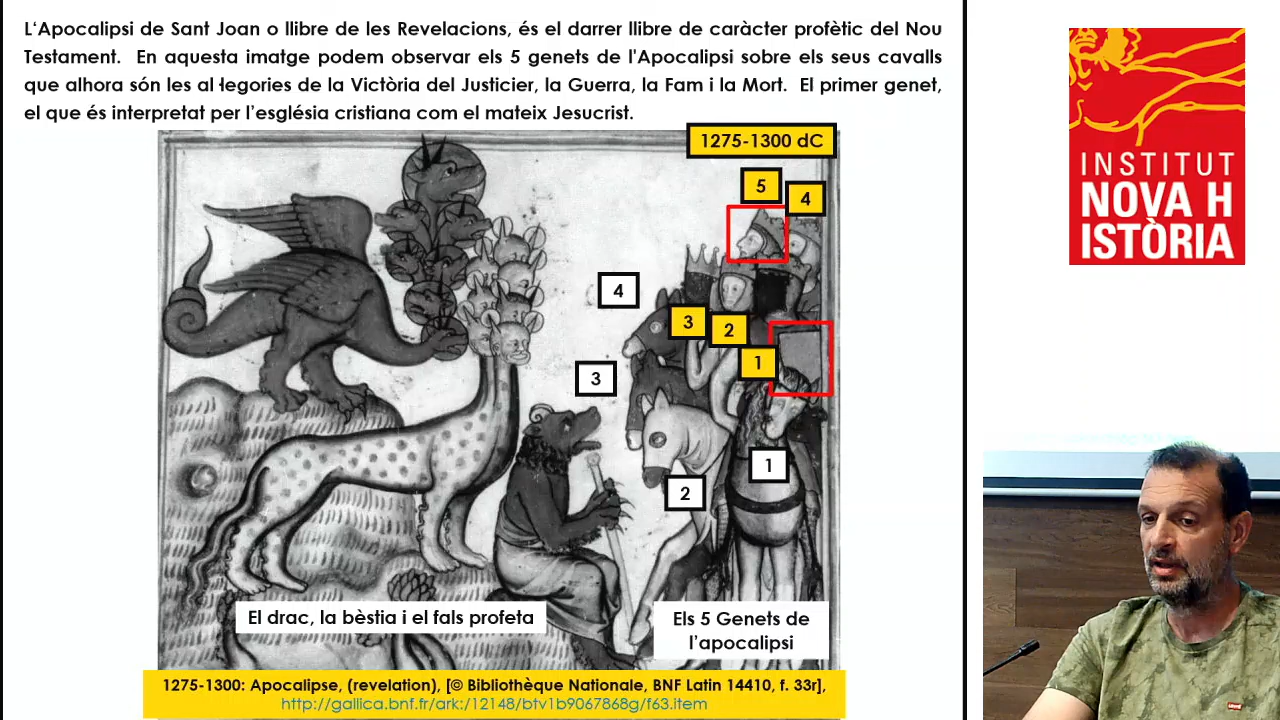 L'Apocalipsi de Sant Joan o llibre de les Revelacions, és el darrer llibre de caràcter profètic del Nou
Testament. En aquesta imatge podem observar els 5 genets de l'Apocalipsi sobre els seus cavalls
que alhora són les al·legories de la Victòria del Justicier, la Guerra, la Fam i la Mort. El primer genet,
el que és interpretat per l'església cristiana com el mateix Jesucrist.
1275-1300 dC
5
4
4
3
2
1
3
1
2
El drac, la bèstia i el fals profeta
Els 5 Genets de
l'apocalipsi
1275-1300: Apocalipse, (revelation), [© Bibliothèque Nationale, BNF Latin 14410, f. 33r],
http://gallica.bnf.fr/ark:/12148/btv1b9067868g/f63.item
INSTITUT
NOVA H
ISTÒRIA